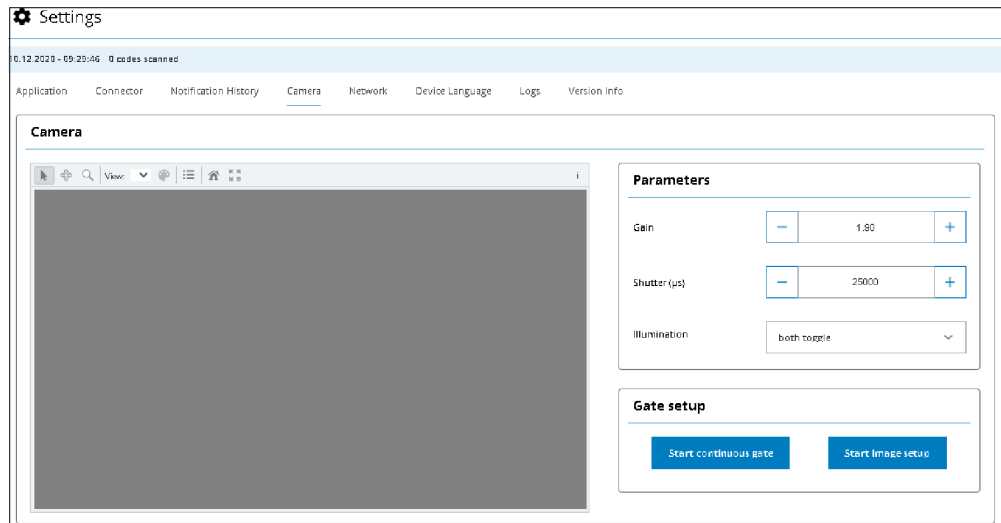 Settings
10.12.2020 - 09:29:46 0 codes scanned
Application Connector Notification History Camera Network Device Language Logs Version Info
Camera
View:
i
Parameters
Gain
−
1.90
+
Shutter (µs)
−
25000
+
Illumination
both toggle
Gate setup
Start continuous gate
Start image setup